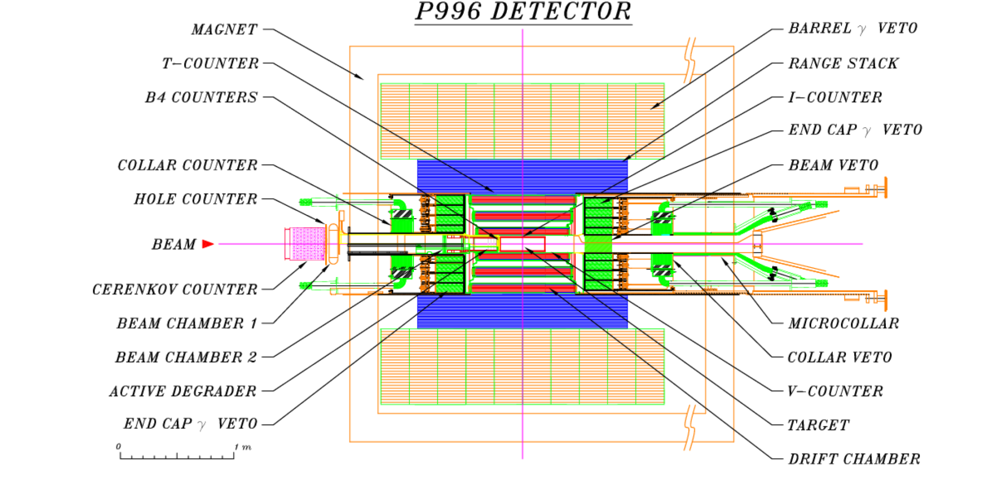 P996 DETECTOR
MAGNET
T-COUNTER
B4 COUNTERS
COLLAR COUNTER
HOLE COUNTER
BEAM
CERENKOV COUNTER
BEAM CHAMBER 1
BEAM CHAMBER 2
ACTIVE DEGRADER
END CAP γ VETO
0 1 m
BARREL γ VETO
RANGE STACK
I-COUNTER
END CAP γ VETO
BEAM VETO
MICROCOLLAR
COLLAR VETO
V-COUNTER
TARGET
DRIFT CHAMBER